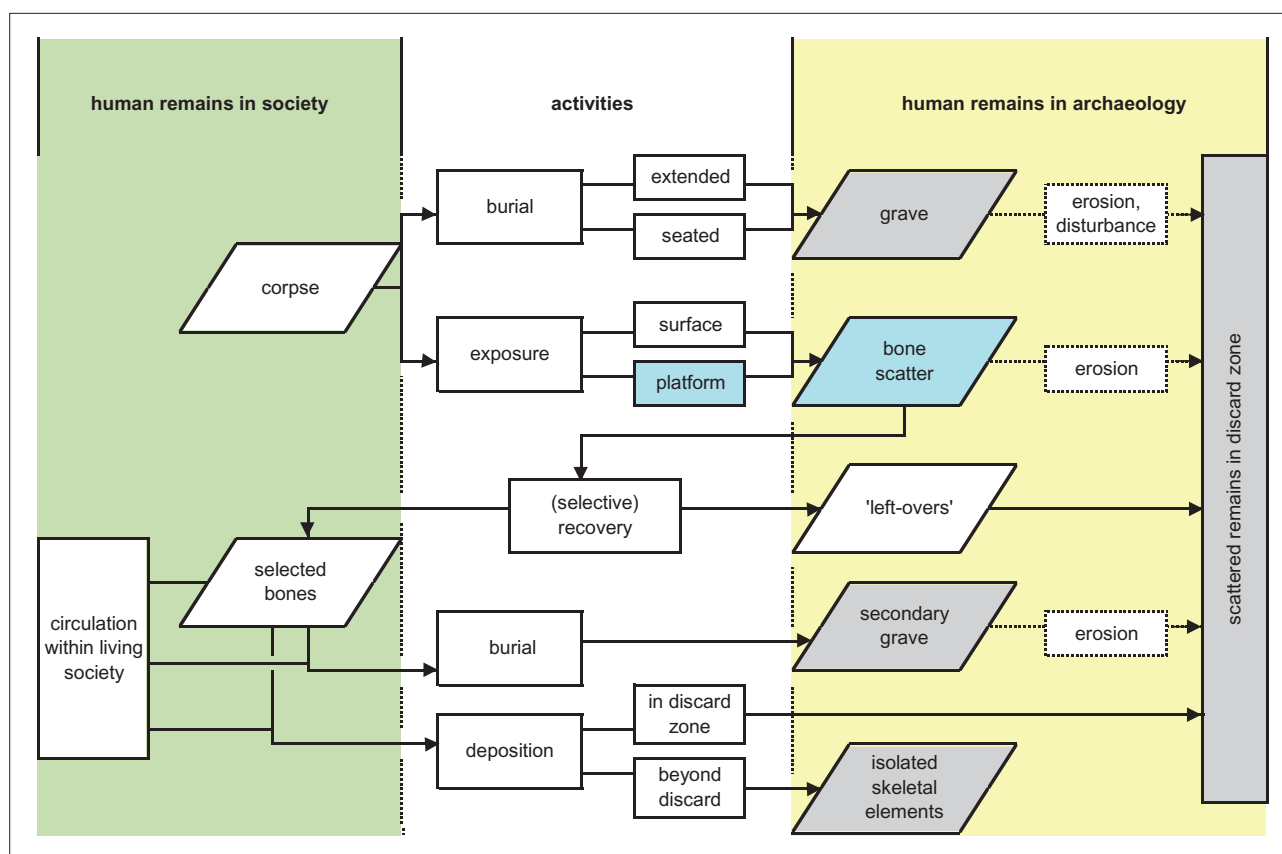 human remains in society
activities
human remains in archaeology
extended
burial
seated
grave
erosion,
disturbance
corpse
surface
exposure
platform
bone
scatter
erosion
(selective)
recovery
'left-overs'
selected
bones
circulation
within living
society
burial
secondary
grave
erosion
in discard
zone
deposition
beyond
discard
isolated
skeletal
elements
scattered remains in discard zone